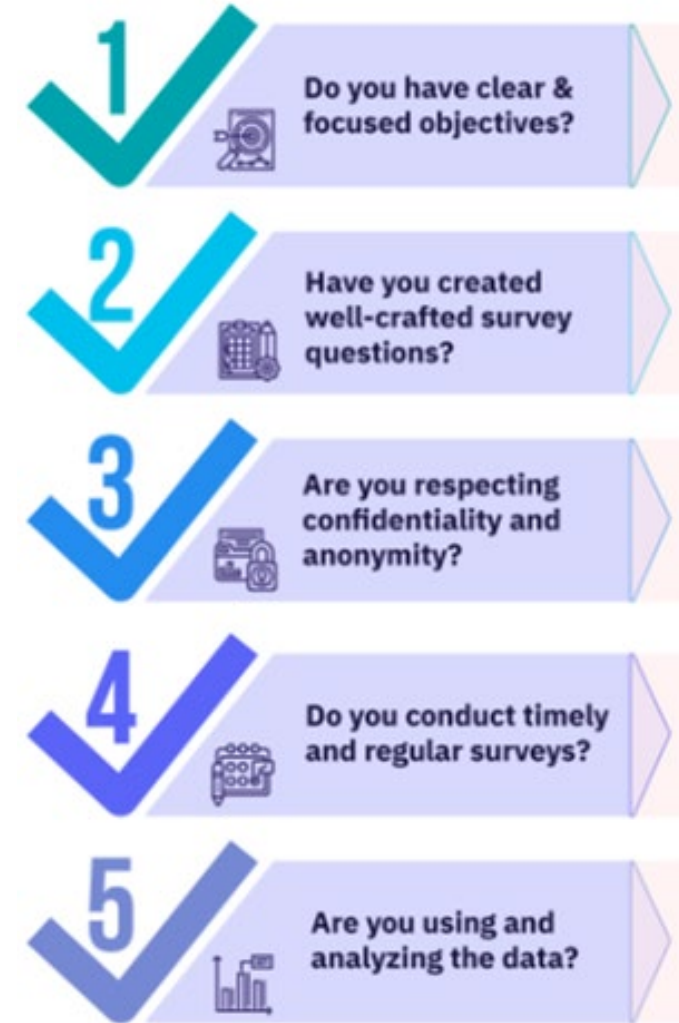 1
Do you have clear &
focused objectives?
2
Have you created
well-crafted survey
questions?
3
Are you respecting
confidentiality and
anonymity?
4
Do you conduct timely
and regular surveys?
5
Are you using and
analyzing the data?